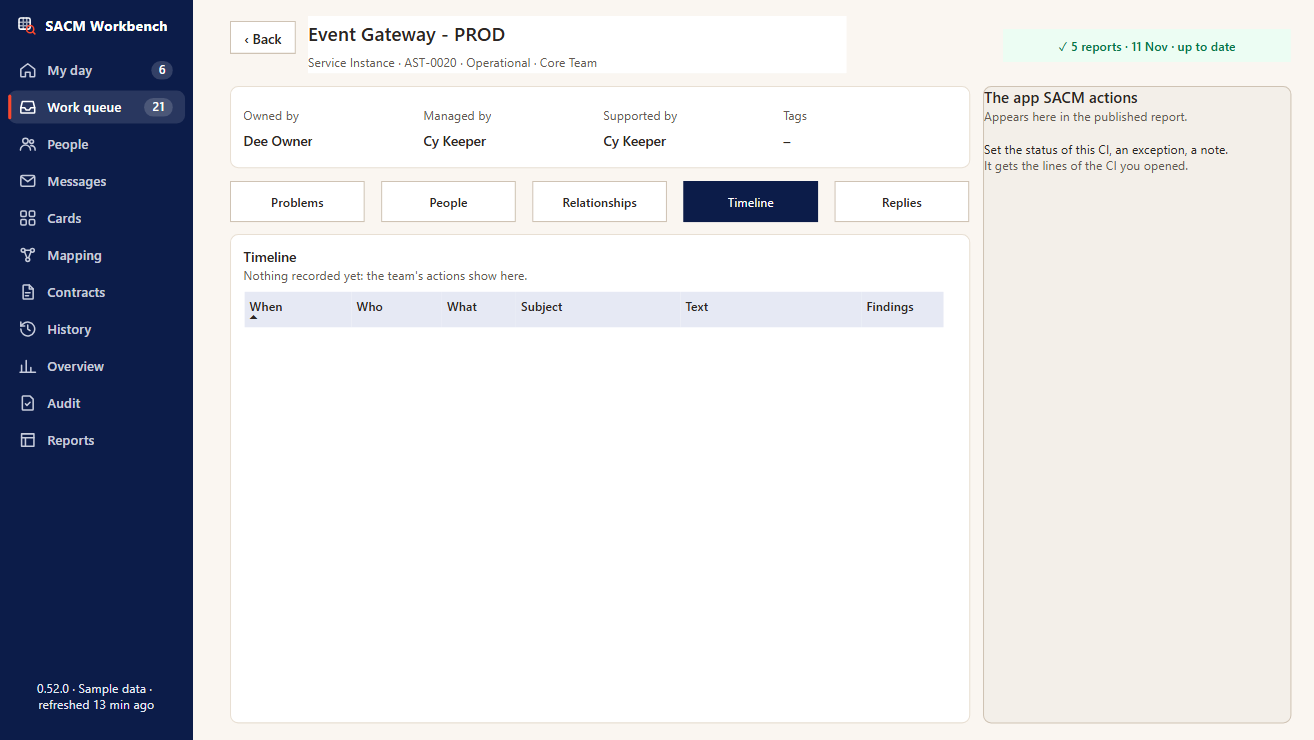 SACM Workbench
My day 6
Work queue 21
People
Messages
Cards
Mapping
Contracts
History
Overview
Audit
Reports
0.52.0 · Sample data ·
refreshed 13 min ago
‹ Back
Event Gateway - PROD
Service Instance · AST-0020 · Operational · Core Team
✓ 5 reports · 11 Nov · up to date
Owned by Managed by Supported by Tags
Dee Owner Cy Keeper Cy Keeper –
Problems People Relationships Timeline Replies
Timeline
Nothing recorded yet: the team's actions show here.
When Who What Subject Text Findings
The app SACM actions
Appears here in the published report.
Set the status of this CI, an exception, a note.
It gets the lines of the CI you opened.